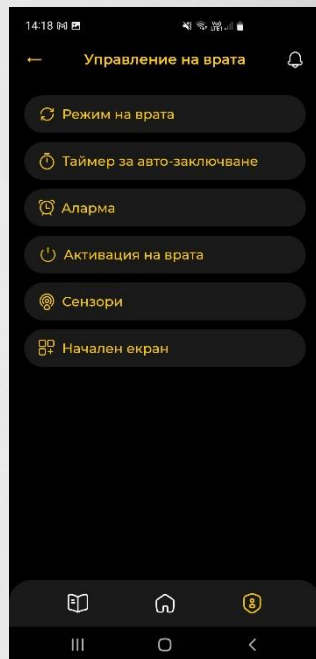 14:18
Управление на врата
Режим на врата
Таймер за авто-заключване
Аларма
Активация на врата
Сензори
Начален екран